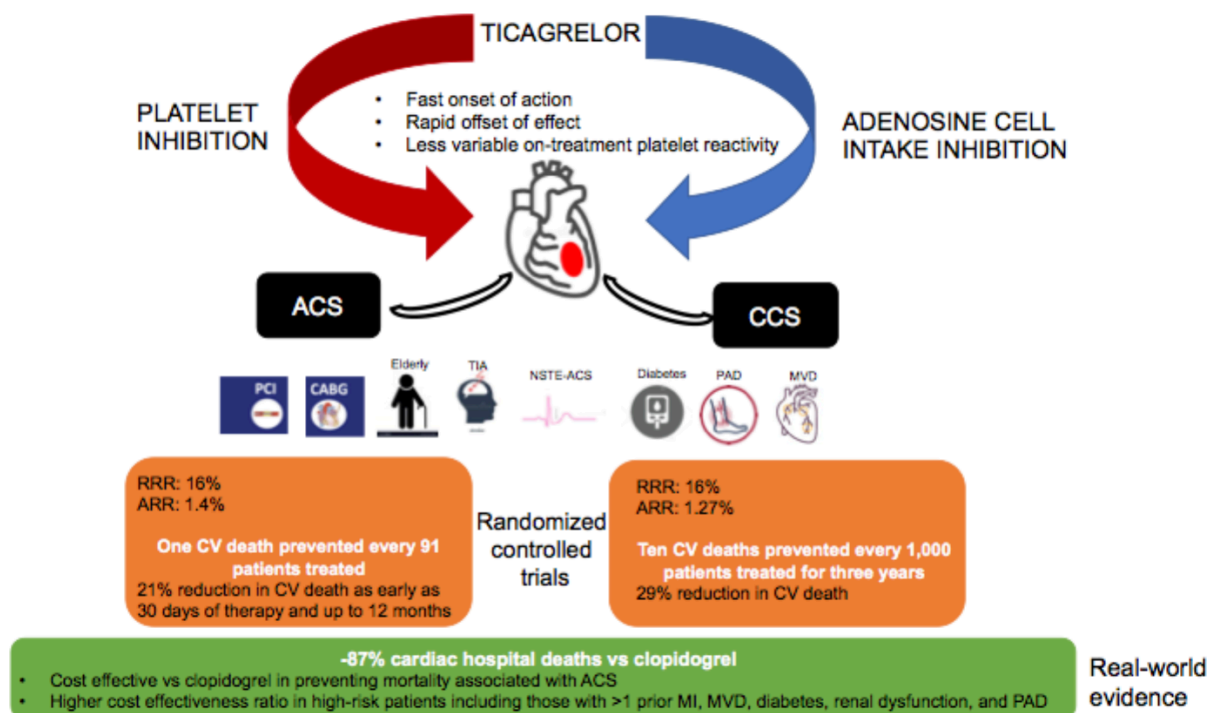 TICAGRELOR
PLATELET
INHIBITION
• Fast onset of action
• Rapid offset of effect
• Less variable on-treatment platelet reactivity
ADENOSINE CELL
INTAKE INHIBITION
ACS
CCS
PCI
CABG
Elderly
TIA
NSTE-ACS
Diabetes
PAD
MVD
RRR: 16%
ARR: 1.4%
One CV death prevented every 91
patients treated
21% reduction in CV death as early as
30 days of therapy and up to 12 months
Randomized
controlled
trials
RRR: 16%
ARR: 1.27%
Ten CV deaths prevented every 1,000
patients treated for three years
29% reduction in CV death
-87% cardiac hospital deaths vs clopidogrel
• Cost effective vs clopidogrel in preventing mortality associated with ACS
• Higher cost effectiveness ratio in high-risk patients including those with >1 prior MI, MVD, diabetes, renal dysfunction, and PAD
Real-world
evidence